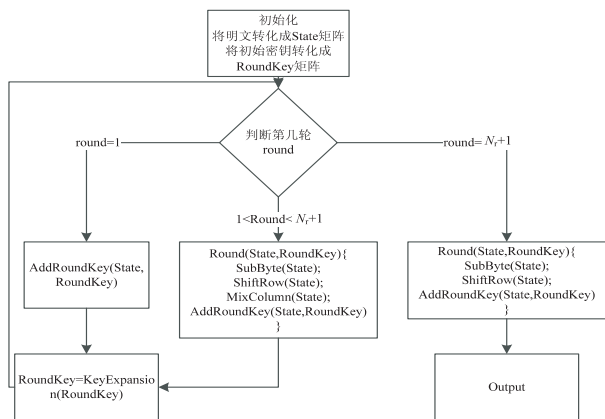 初始化
将明文转化成State矩阵
将初始密钥转化成
RoundKey矩阵
判断第几轮
round
round=1
round= Nr+1
1<Round< Nr+1
AddRoundKey(State,
RoundKey)
Round(State,RoundKey){
SubByte(State);
ShiftRow(State);
MixColumn(State);
AddRoundKey(State,RoundKey)
}
Round(State,RoundKey){
SubByte(State);
ShiftRow(State);
AddRoundKey(State,RoundKey)
}
RoundKey=KeyExpansio
n(RoundKey)
Output